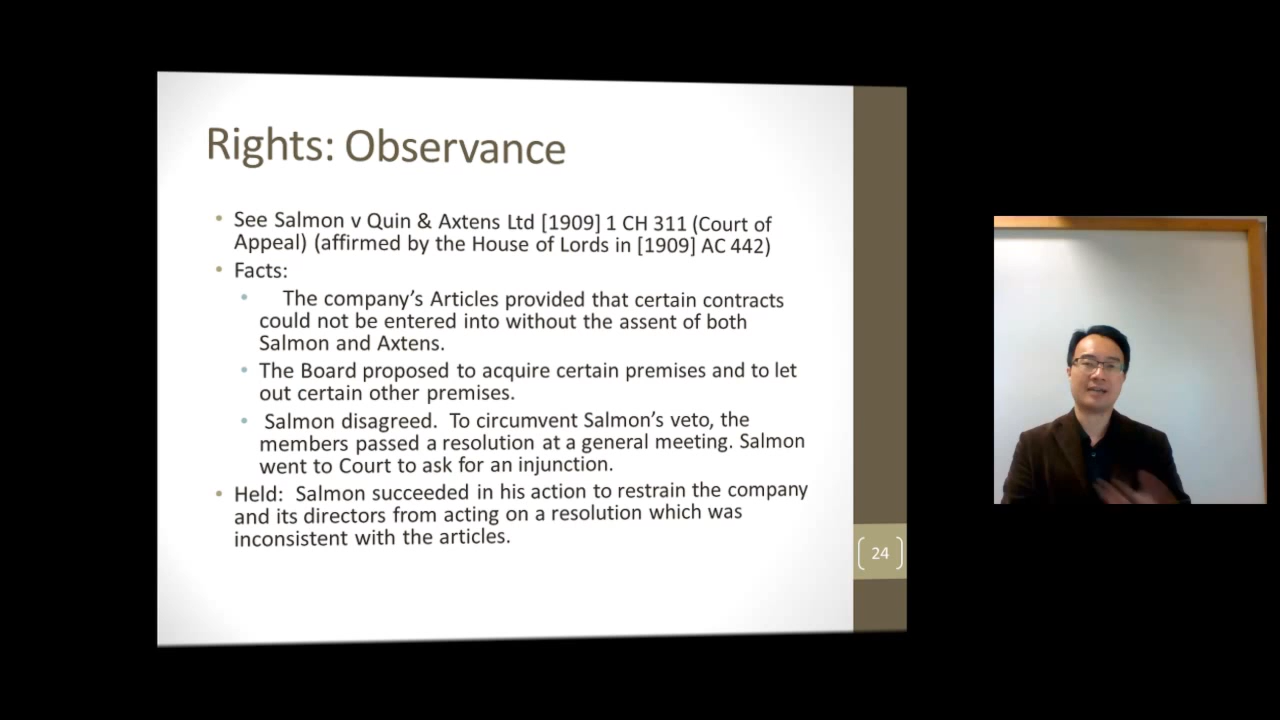 Rights: Observance
• See Salmon v Quin & Axtens Ltd [1909] 1 CH 311 (Court of
Appeal) (affirmed by the House of Lords in [1909] AC 442)
• Facts:
• The company’s Articles provided that certain contracts
could not be entered into without the assent of both
Salmon and Axtens.
• The Board proposed to acquire certain premises and to let
out certain other premises.
• Salmon disagreed. To circumvent Salmon’s veto, the
members passed a resolution at a general meeting. Salmon
went to Court to ask for an injunction.
• Held: Salmon succeeded in his action to restrain the company
and its directors from acting on a resolution which was
inconsistent with the articles.
24